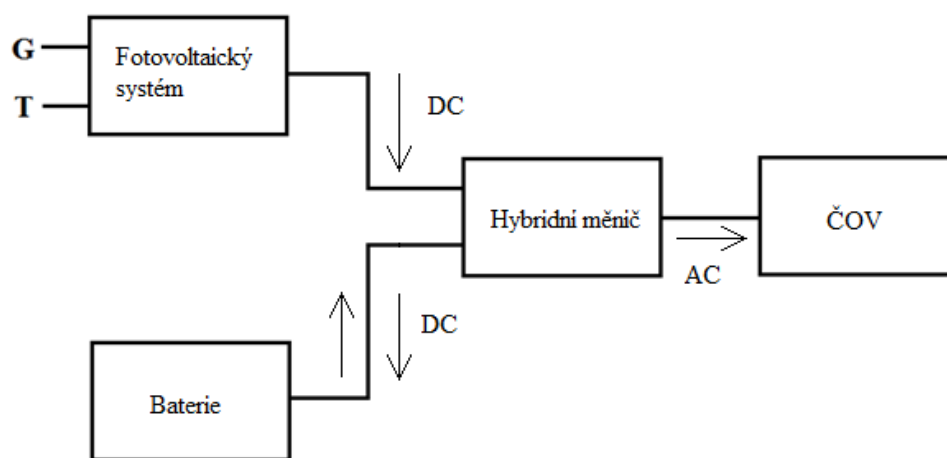 G
T
Fotovoltaický
systém
DC
Hybridní měnič
ČOV
AC
DC
Baterie